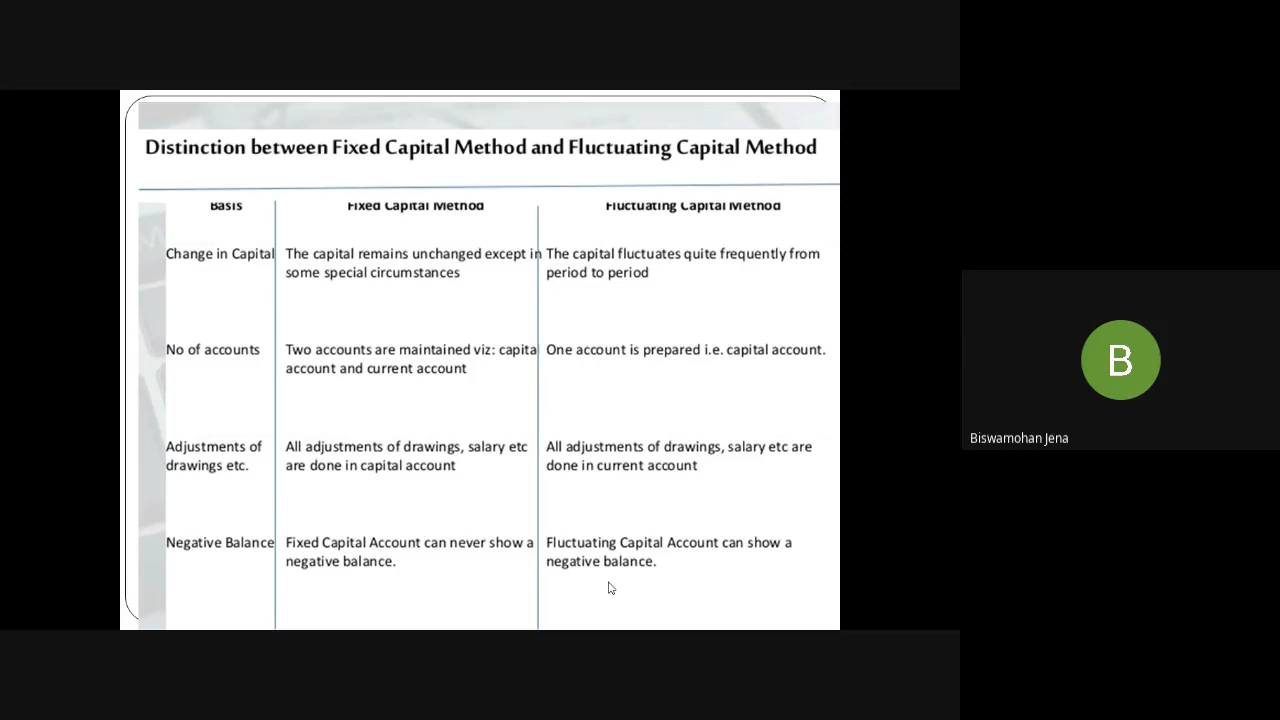 Distinction between Fixed Capital Method and Fluctuating Capital Method
Basis Fixed Capital Method Fluctuating Capital Method
Change in Capital The capital remains unchanged except in The capital fluctuates quite frequently from
some special circumstances period to period
No of accounts Two accounts are maintained viz: capital One account is prepared i.e. capital account.
account and current account
Adjustments of All adjustments of drawings, salary etc All adjustments of drawings, salary etc are
drawings etc. are done in capital account done in current account
Negative Balance Fixed Capital Account can never show a Fluctuating Capital Account can show a
negative balance. negative balance.
B
Biswamohan Jena